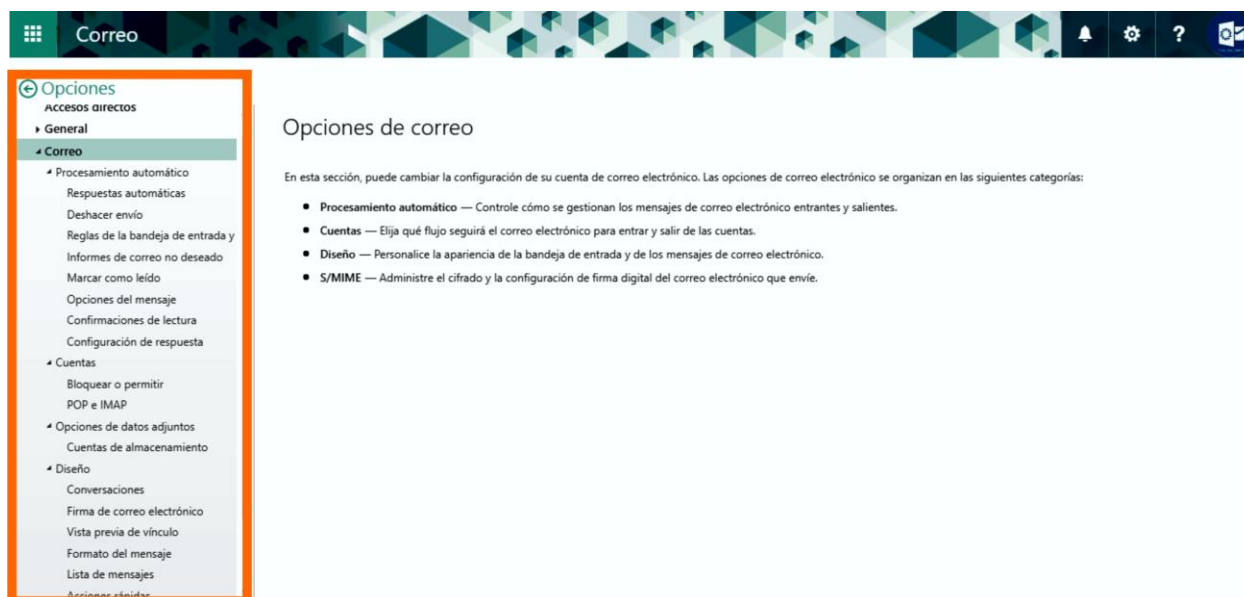 Correo
?
Opciones
Accesos directos
General
Correo
Procesamiento automático
Respuestas automáticas
Deshacer envío
Reglas de la bandeja de entrada y
Informes de correo no deseado
Marcar como leído
Opciones del mensaje
Confirmaciones de lectura
Configuración de respuesta
Cuentas
Bloquear o permitir
POP e IMAP
Opciones de datos adjuntos
Cuentas de almacenamiento
Diseño
Conversaciones
Firma de correo electrónico
Vista previa de vínculo
Formato del mensaje
Lista de mensajes
Acciones rápidas
Opciones de correo
En esta sección, puede cambiar la configuración de su cuenta de correo electrónico. Las opciones de correo electrónico se organizan en las siguientes categorías:
• Procesamiento automático — Controle cómo se gestionan los mensajes de correo electrónico entrantes y salientes.
• Cuentas — Elija qué flujo seguirá el correo electrónico para entrar y salir de las cuentas.
• Diseño — Personalice la apariencia de la bandeja de entrada y de los mensajes de correo electrónico.
• S/MIME — Administre el cifrado y la configuración de firma digital del correo electrónico que envíe.